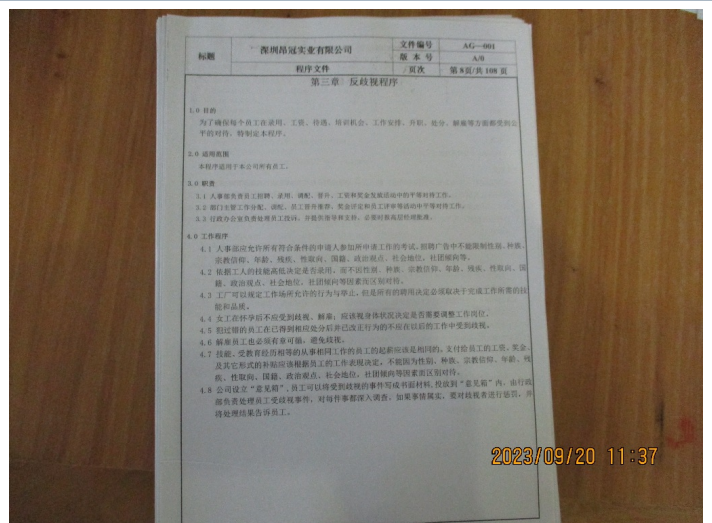 标题
深圳昂冠实业有限公司
文件编号
AG—001
版 本 号
A/0
程序文件
页次
第8页/共108页
第三章 反歧视程序
1.0 目的
为了确保每个员工在录用、工资、待遇、培训机会、工作安排、升职、处分、解雇等方面都受到公
平的对待，特制定本程序。
2.0 适用范围
本程序适用于本公司所有员工。
3.0 职责
3.1 人事部负责员工招聘、录用、调配、晋升、工资和奖金发放活动中的平等对待工作。
3.2 部门主管工作分配、调配、员工晋升推荐、奖金评定和员工评审等活动中平等对待工作。
3.3 行政办公室负责处理员工投诉，并提供指导和支持，必要时报高层经理批准。
4.0 工作程序
4.1 人事部应允许所有符合条件的申请人参加所申请工作的考试，招聘广告中不能限制性别、种族、
宗教信仰、年龄、残疾、性取向、国籍、政治观点、社会地位、社团倾向等。
4.2 依据工人的技能高低决定是否录用，而不因性别、种族、宗教信仰、年龄、残疾、性取向、国
籍、政治观点、社会地位、社团倾向等因素而区别对待。
4.3 工厂可以规定工作场所允许的行为与举止，但是所有的聘用决定必须取决于完成工作所需的技
能和品质。
4.4 女工在怀孕后不应受到歧视、解雇；应该视身体状况决定是否需要调整工作岗位。
4.5 犯过错的员工在已得到相应处分后并已改正行为的不应在以后的工作中受到歧视。
4.6 解雇员工也必须有章可循，避免歧视。
4.7 技能、受教育经历相等的从事相同工作的员工的起薪应该是相同的，支付给员工的工资，奖金，
及其它形式的补贴应该根据员工的工作表现决定，不能因为性别、种族、宗教信仰、年龄、残
疾、性取向、国籍、政治观点、社会地位、社团倾向等因素而区别对待。
4.8 公司设立“意见箱”，员工可以将受到歧视的事件写成书面材料，投放到“意见箱”内，由行政
部负责处理员工受歧视事件，对每件事都深入调查，如果事情属实，要对歧视者进行惩罚，并
将处理结果告诉员工。
2023/09/20 11:37